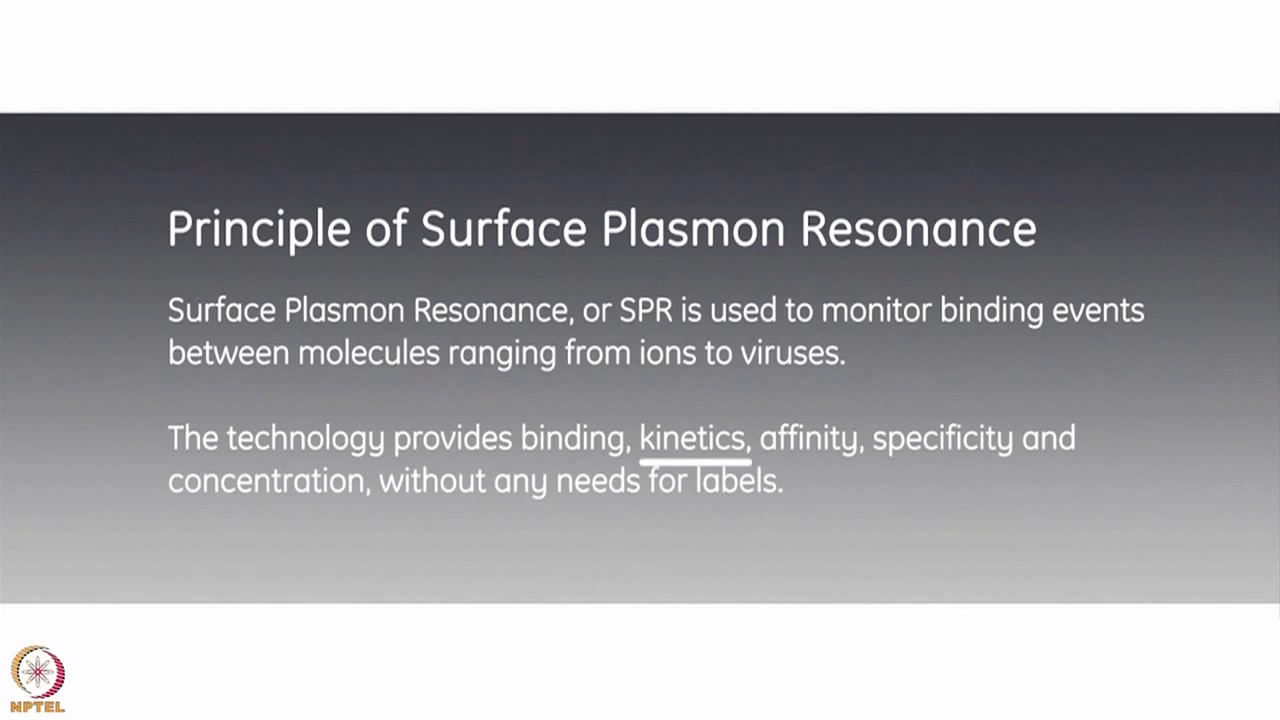 Principle of Surface Plasmon Resonance
Surface Plasmon Resonance, or SPR is used to monitor binding events
between molecules ranging from ions to viruses.
The technology provides binding, kinetics, affinity, specificity and
concentration, without any needs for labels.
NPTEL